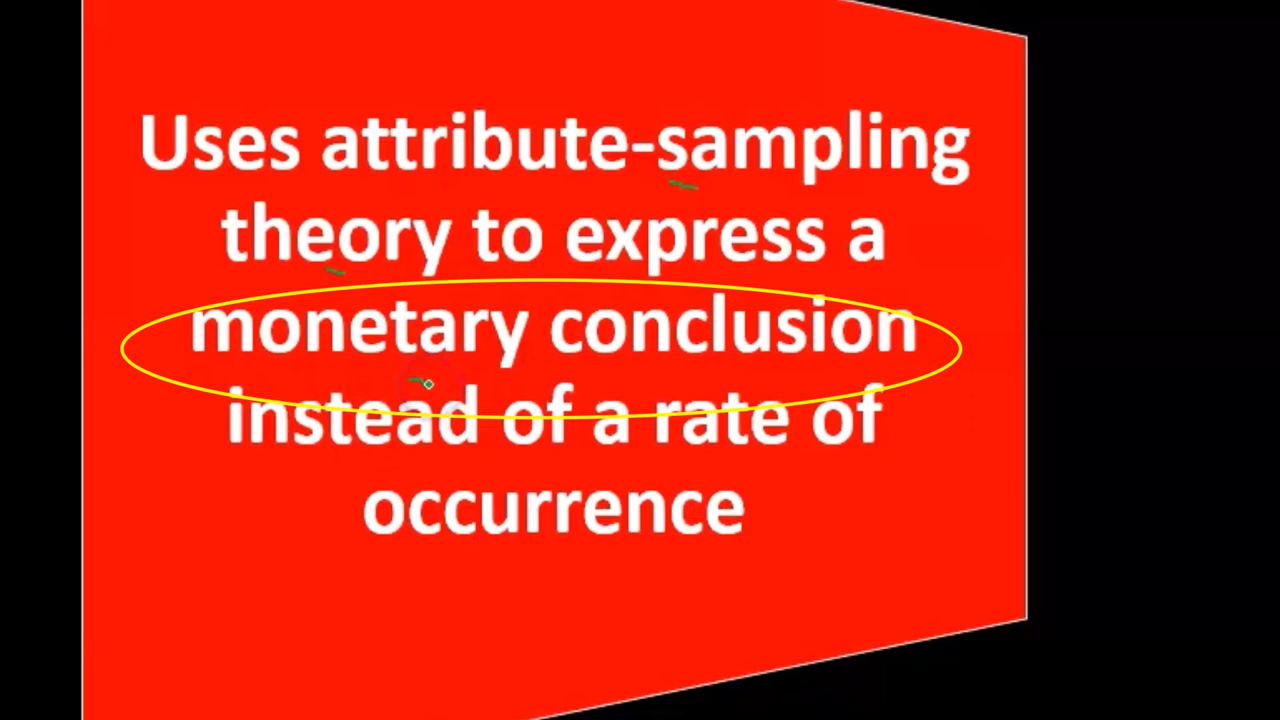 Uses attribute-sampling
theory to express a
monetary conclusion
instead of a rate of
occurrence